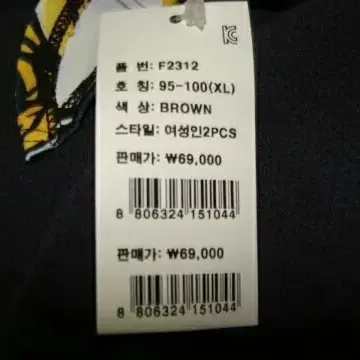 KC
품 번: F2312
호 칭: 95-100(XL)
색 상: BROWN
스타일: 여성인2PCS
판매가: ₩69,000
8 806324 151044
판매가: ₩69,000
8 806324 151044